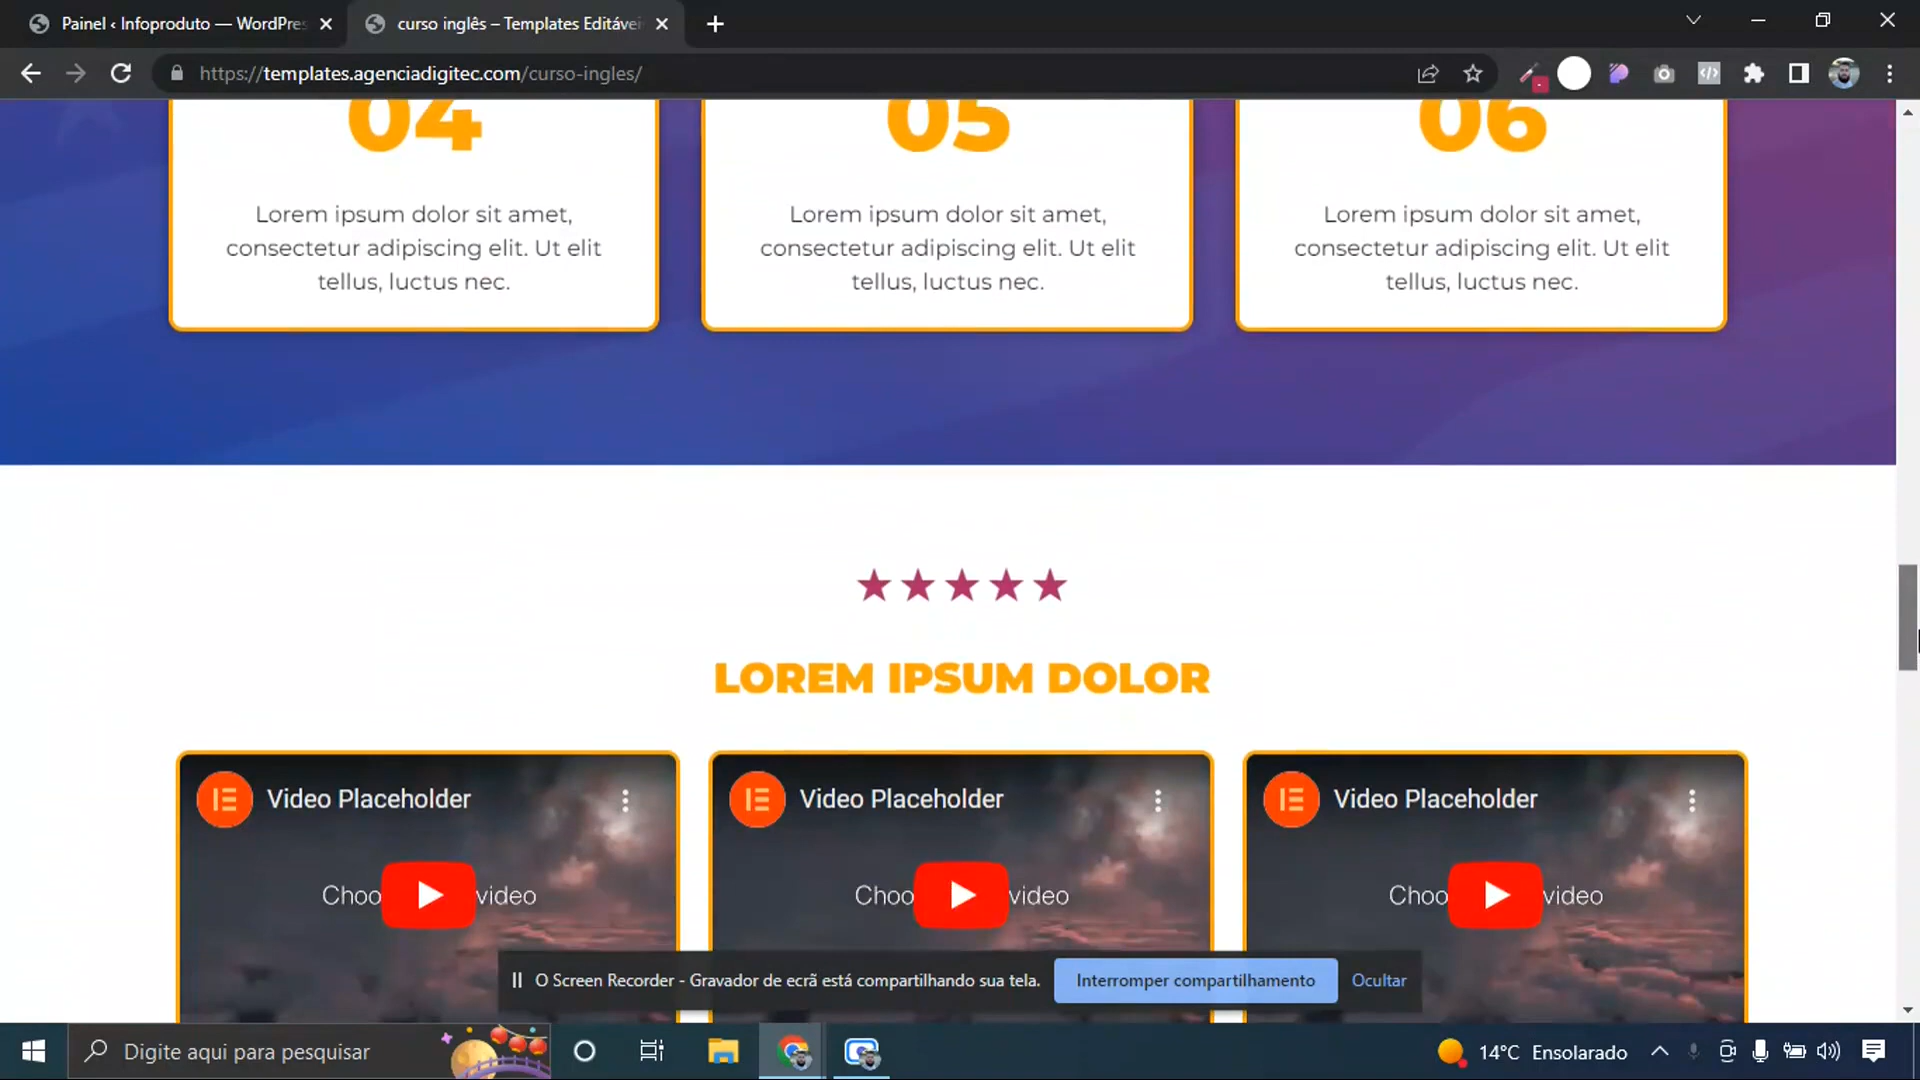 Painel ‹ Infoproduto — WordPres
curso inglês – Templates Editávei
https://templates.agenciadigitec.com/curso-ingles/
04
05
06
Lorem ipsum dolor sit amet,
consectetur adipiscing elit. Ut elit
tellus, luctus nec.
Lorem ipsum dolor sit amet,
consectetur adipiscing elit. Ut elit
tellus, luctus nec.
Lorem ipsum dolor sit amet,
consectetur adipiscing elit. Ut elit
tellus, luctus nec.
LOREM IPSUM DOLOR
Video Placeholder
Video Placeholder
Video Placeholder
Choo video
Choo video
Choo video
O Screen Recorder - Gravador de ecrã está compartilhando sua tela.
Interromper compartilhamento
Ocultar
Digite aqui para pesquisar
14°C Ensolarado